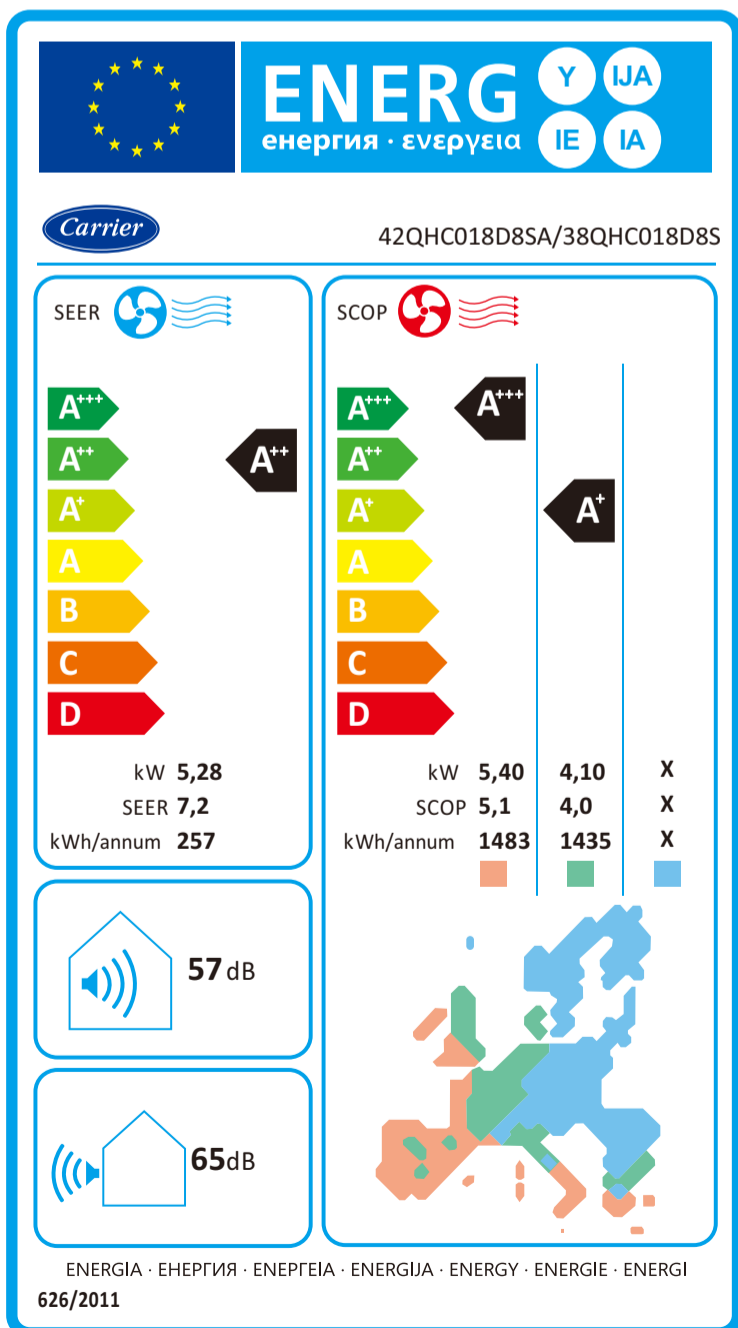 ENERG
енергия · ενεργεια
Y
IJA
IE
IA
Carrier
42QHC018D8SA/38QHC018D8S
SEER
A+++
A++
A+
A
B
C
D
A++
kW 5,28
SEER 7,2
kWh/annum 257
SCOP
A+++
A++
A+
A
B
C
D
A+++
A+
kW 5,40 4,10 X
SCOP 5,1 4,0 X
kWh/annum 1483 1435 X
57 dB
65dB
ENERGIA · ЕНЕРГИЯ · ΕΝΕΡΓΕΙΑ · ENERGIJA · ENERGY · ENERGIE · ENERGI
626/2011